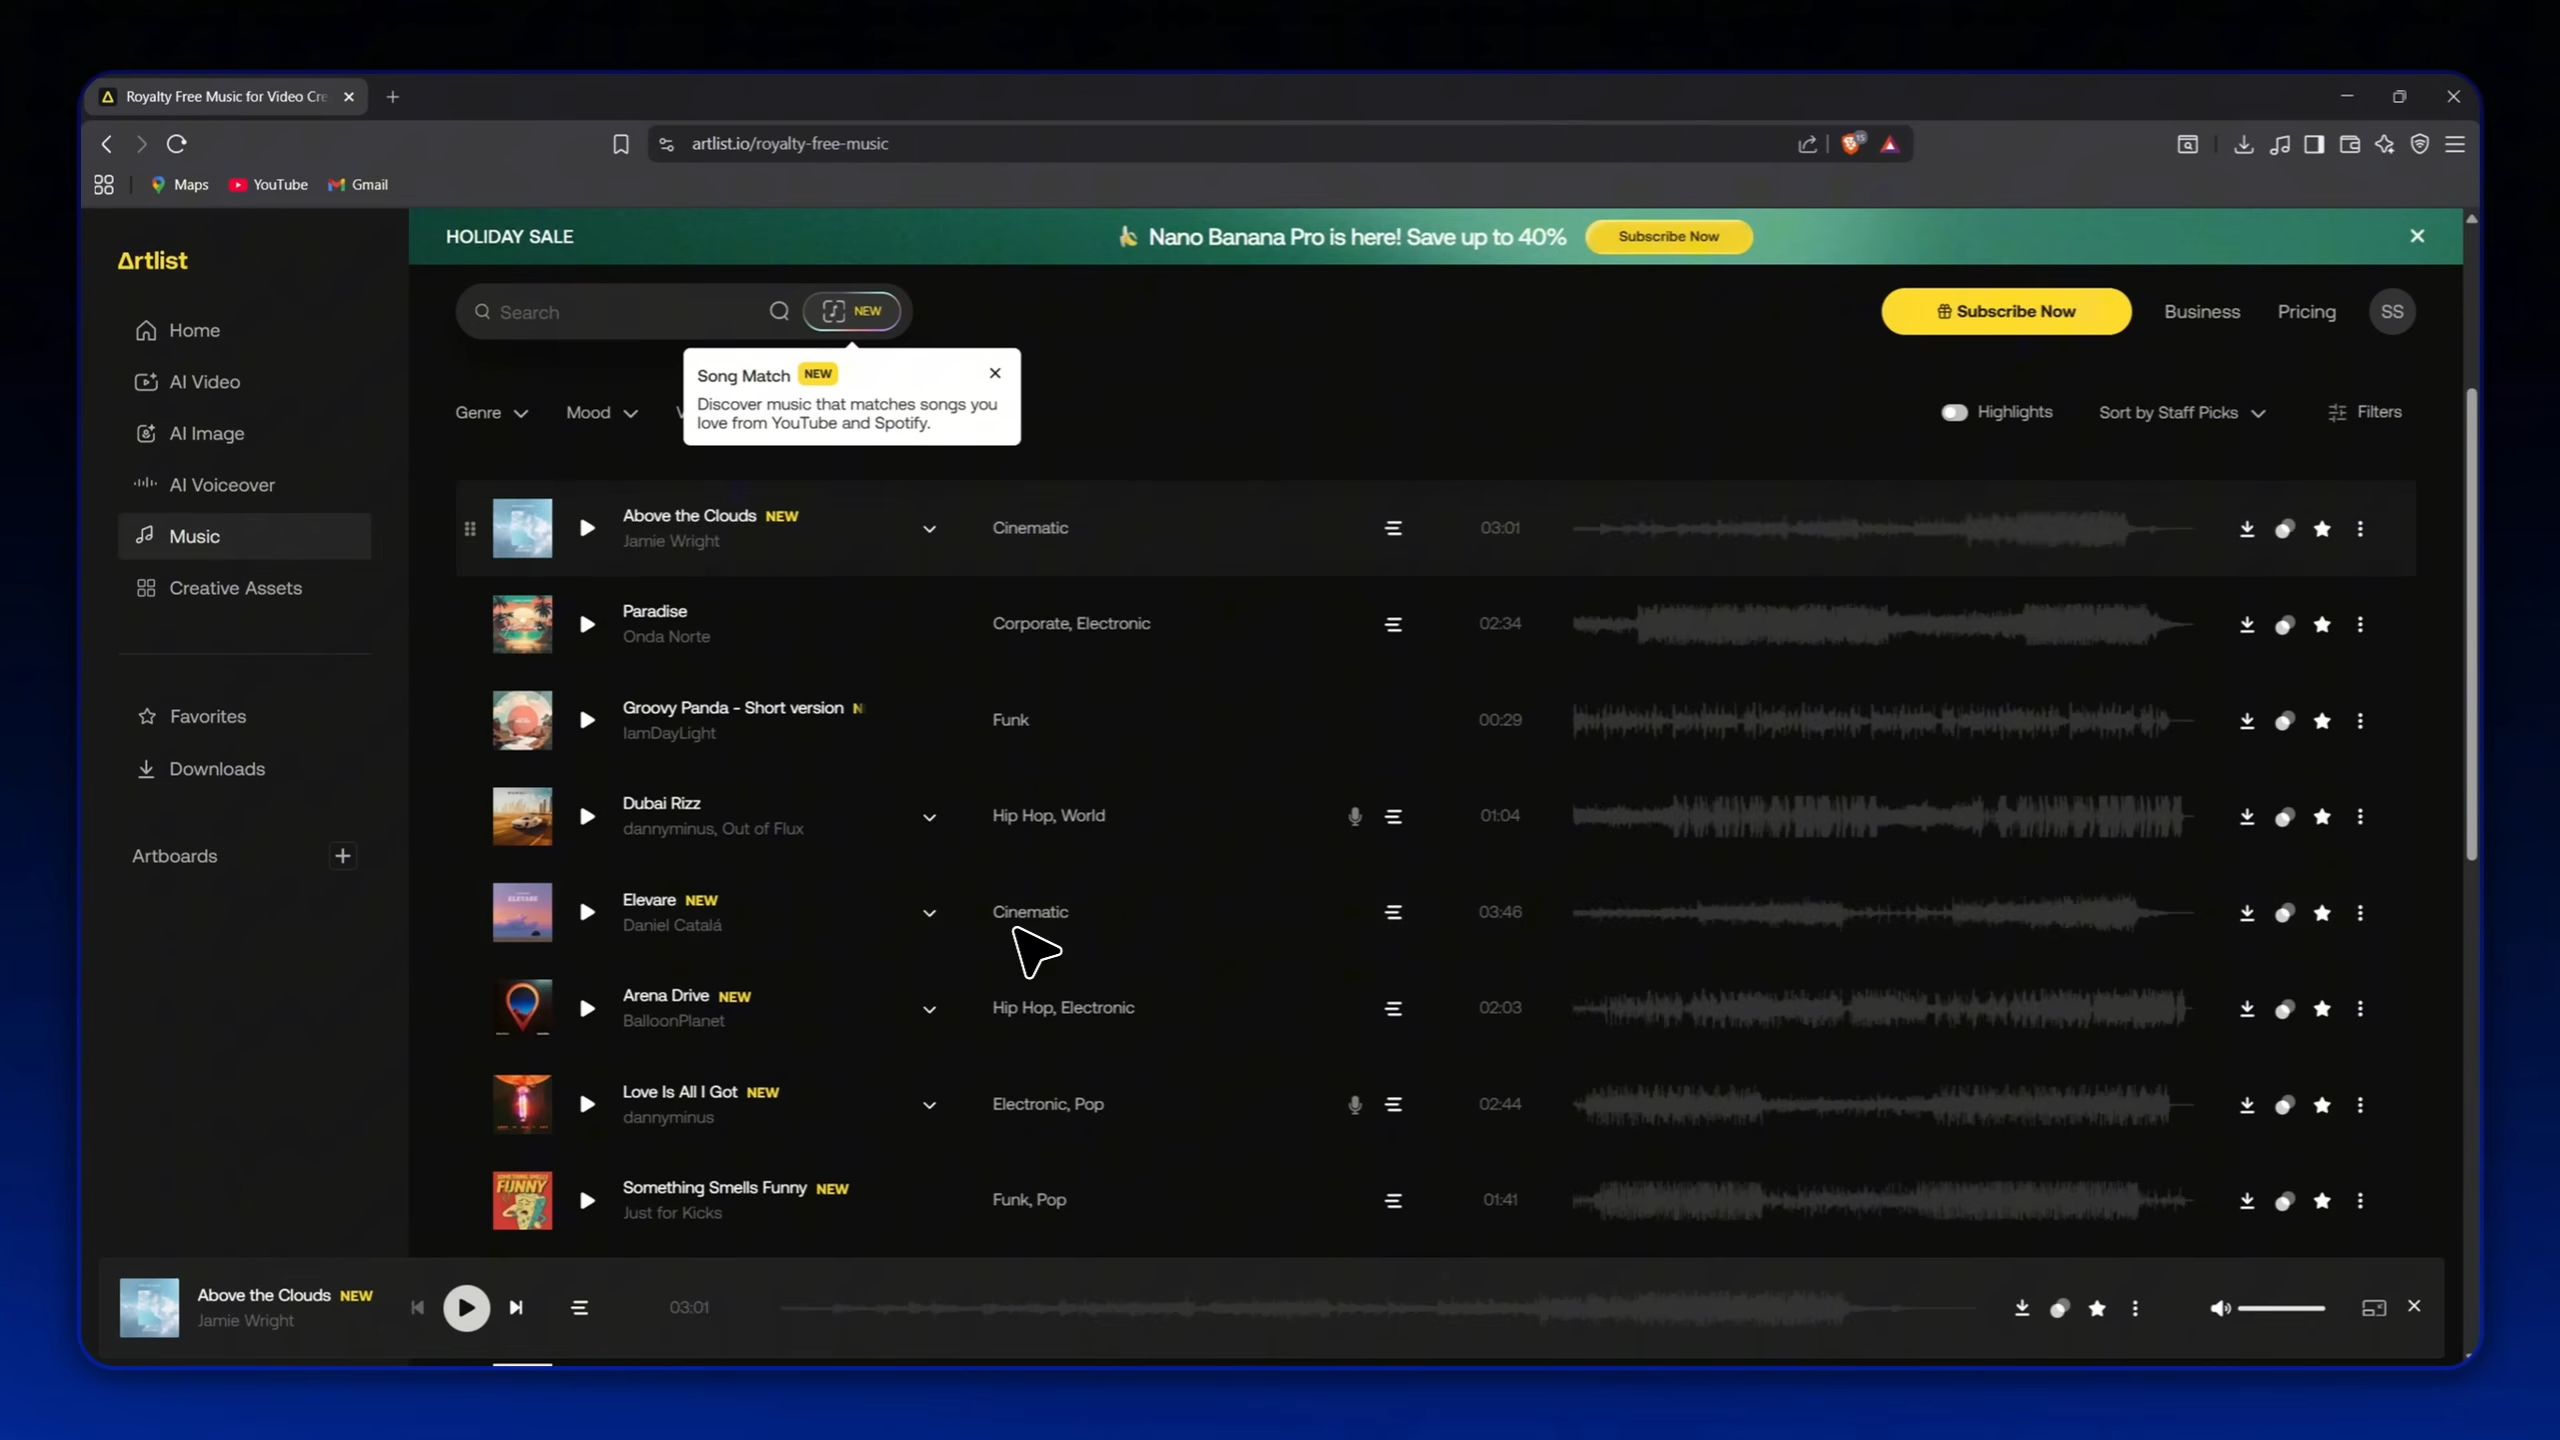 Royalty Free Music for Video Cre
artlist.io/royalty-free-music
15
Maps
YouTube
Gmail
Artlist
HOLIDAY SALE
Nano Banana Pro is here! Save up to 40%
Subscribe Now
Search
NEW
Subscribe Now
Business
Pricing
SS
Home
AI Video
AI Image
AI Voiceover
Music
Creative Assets
Favorites
Downloads
Artboards
Song Match NEW
Discover music that matches songs you
love from YouTube and Spotify.
Genre
Mood
Highlights
Sort by Staff Picks
Filters
Above the Clouds NEW
Jamie Wright
Cinematic
03:01
Paradise
Onda Norte
Corporate, Electronic
02:34
Groovy Panda - Short version N
IamDayLight
Funk
00:29
Dubai Rizz
dannyminus, Out of Flux
Hip Hop, World
01:04
ELEVARE
Elevare NEW
Daniel Catalá
Cinematic
03:46
Arena Drive NEW
BalloonPlanet
Hip Hop, Electronic
02:03
Love Is All I Got NEW
dannyminus
Electronic, Pop
02:44
SOMETHING SMELLS
FUNNY
Something Smells Funny NEW
Just for Kicks
Funk, Pop
01:41
Above the Clouds NEW
Jamie Wright
03:01